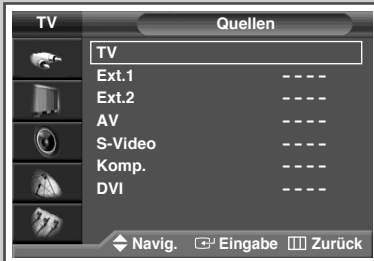 TV Quellen
TV
Ext.1 ----
Ext.2 ----
AV ----
S-Video ----
Komp. ----
DVI ----
Navig. Eingabe Zurück